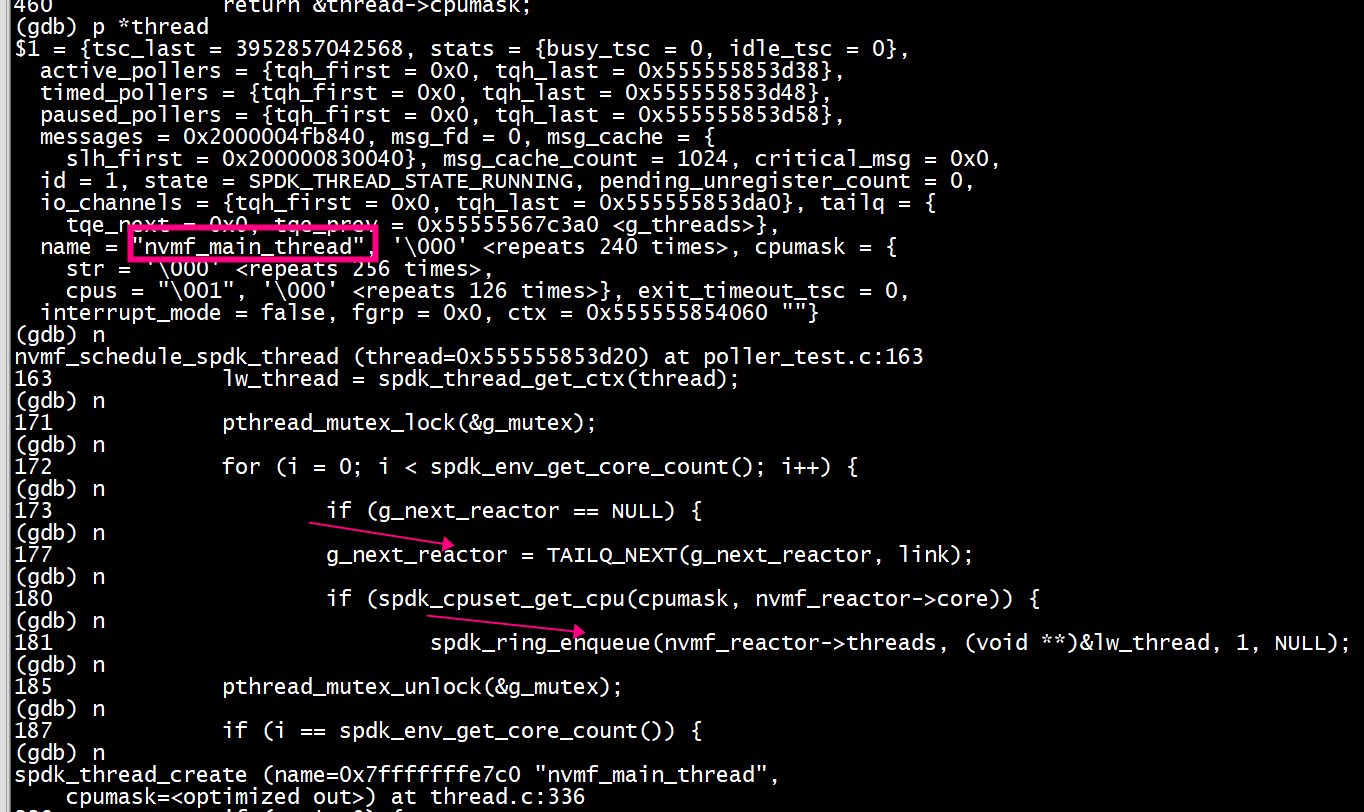 460             return &thread->cpumask;
(gdb) p *thread
$1 = {tsc_last = 3952857042568, stats = {busy_tsc = 0, idle_tsc = 0},
  active_pollers = {tqh_first = 0x0, tqh_last = 0x555555853d38},
  timed_pollers = {tqh_first = 0x0, tqh_last = 0x555555853d48},
  paused_pollers = {tqh_first = 0x0, tqh_last = 0x555555853d58},
  messages = 0x2000004fb840, msg_fd = 0, msg_cache = {
    slh_first = 0x200000830040}, msg_cache_count = 1024, critical_msg = 0x0,
  id = 1, state = SPDK_THREAD_STATE_RUNNING, pending_unregister_count = 0,
  io_channels = {tqh_first = 0x0, tqh_last = 0x555555853da0}, tailq = {
    tqe_next = 0x0, tqe_prev = 0x55555567c3a0 <g_threads>},
  name = "nvmf_main_thread", '\000' <repeats 240 times>, cpumask = {
    str = '\000' <repeats 256 times>,
    cpus = "\001", '\000' <repeats 126 times>}, exit_timeout_tsc = 0,
  interrupt_mode = false, fgrp = 0x0, ctx = 0x555555854060 ""}
(gdb) n
nvmf_schedule_spdk_thread (thread=0x555555853d20) at poller_test.c:163
163             lw_thread = spdk_thread_get_ctx(thread);
(gdb) n
171             pthread_mutex_lock(&g_mutex);
(gdb) n
172             for (i = 0; i < spdk_env_get_core_count(); i++) {
(gdb) n
173                     if (g_next_reactor == NULL) {
(gdb) n
177                     g_next_reactor = TAILQ_NEXT(g_next_reactor, link);
(gdb) n
180                     if (spdk_cpuset_get_cpu(cpumask, nvmf_reactor->core)) {
(gdb) n
181                             spdk_ring_enqueue(nvmf_reactor->threads, (void **)&lw_thread, 1, NULL);
(gdb) n
185             pthread_mutex_unlock(&g_mutex);
(gdb) n
187             if (i == spdk_env_get_core_count()) {
(gdb) n
spdk_thread_create (name=0x7fffffffe7c0 "nvmf_main_thread",
    cpumask=<optimized out>) at thread.c:336